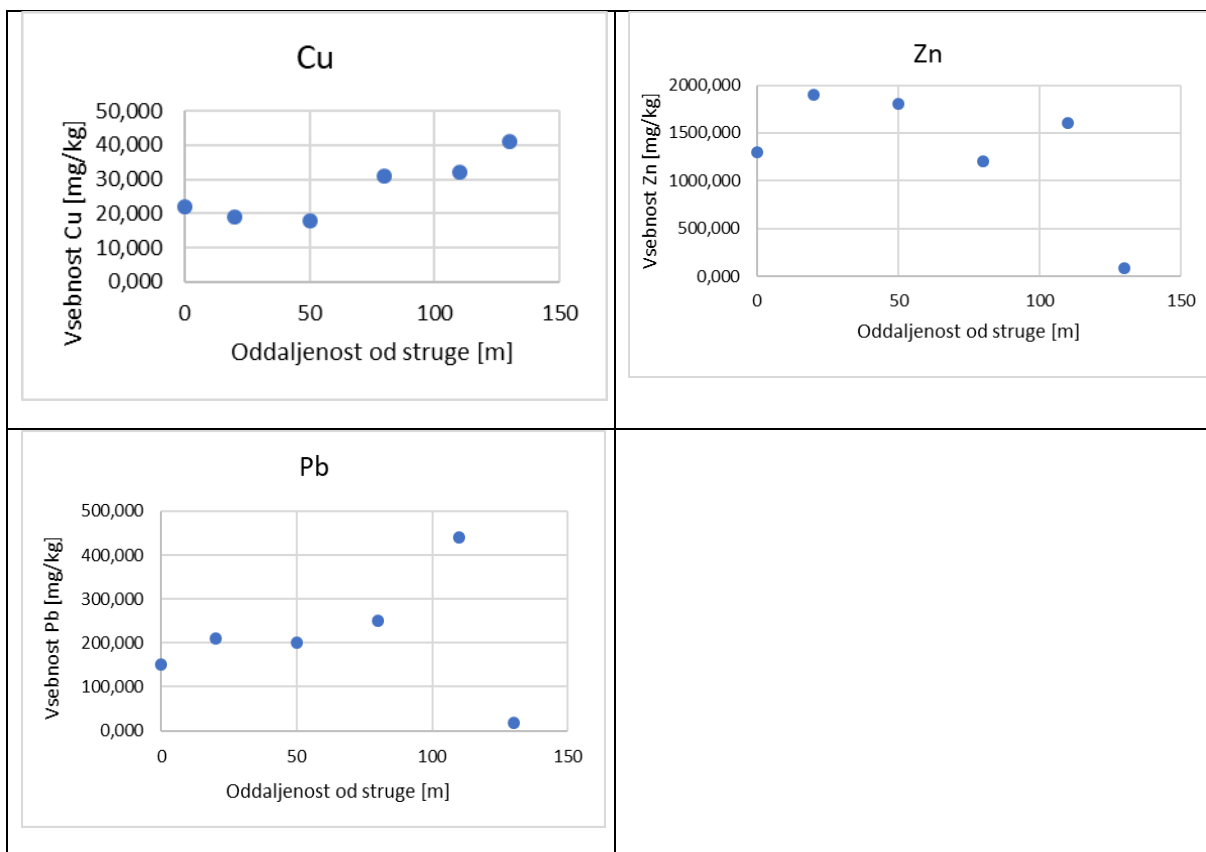 Cu
Vsebnost Cu [mg/kg]
50,000
40,000
30,000
20,000
10,000
0,000
0 50 100 150
Oddaljenost od struge [m]
Zn
Vsebnost Zn [mg/kg]
2000,000
1500,000
1000,000
500,000
0,000
0 50 100 150
Oddaljenost od struge [m]
Pb
Vsebnost Pb [mg/kg]
500,000
400,000
300,000
200,000
100,000
0,000
0 50 100 150
Oddaljenost od struge [m]